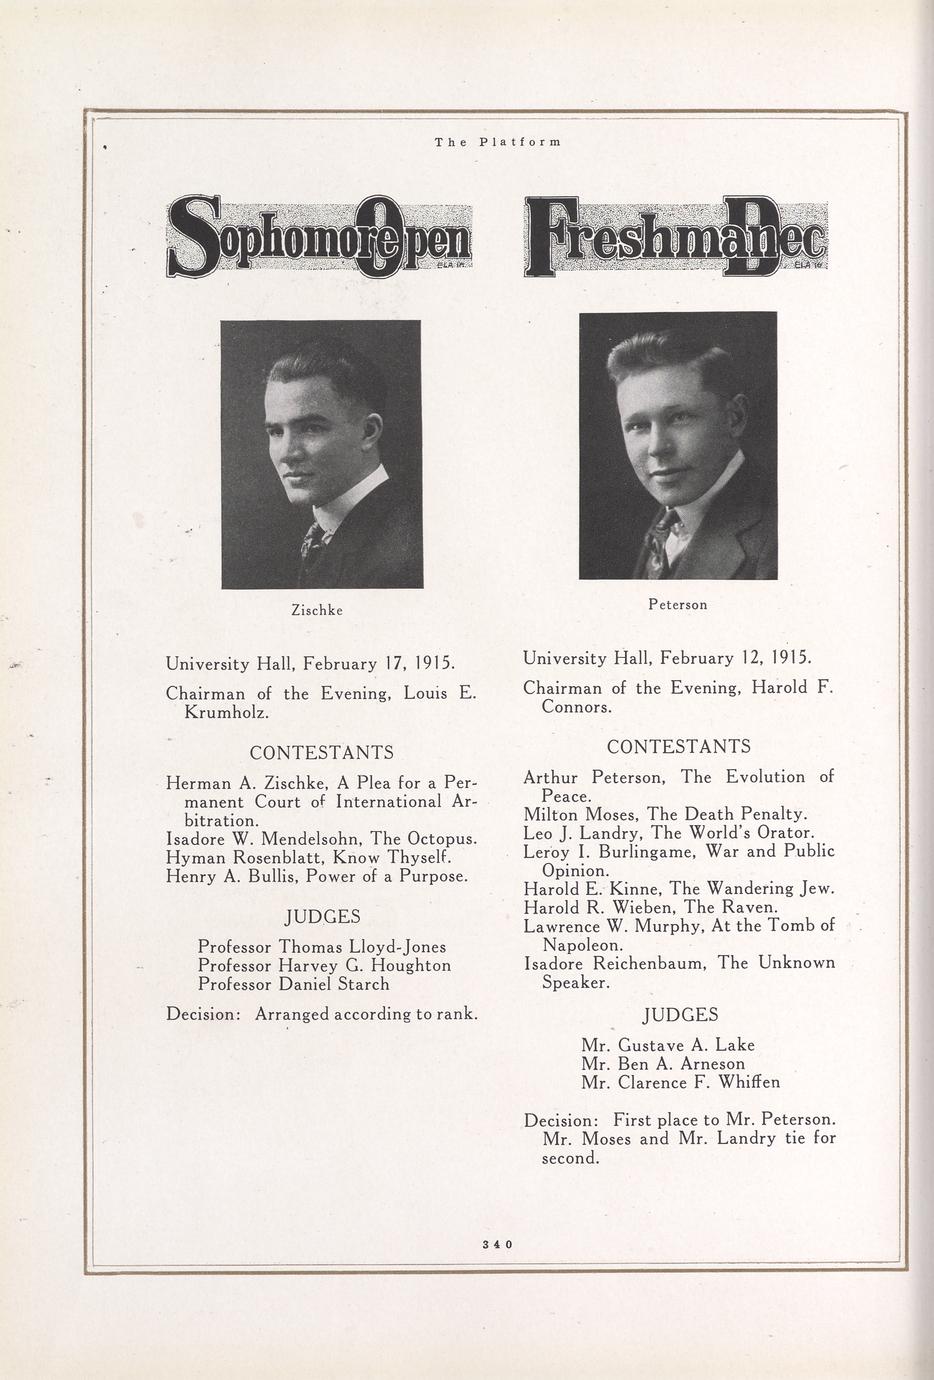 The Platform
Sophomore Open
ELA 16.
Zischke
University Hall, February 17, 1915.
Chairman of the Evening, Louis E.
Krumholz.
CONTESTANTS
Herman A. Zischke, A Plea for a Per-
manent Court of International Ar-
bitration.
Isadore W. Mendelsohn, The Octopus.
Hyman Rosenblatt, Know Thyself.
Henry A. Bullis, Power of a Purpose.
JUDGES
Professor Thomas Lloyd-Jones
Professor Harvey G. Houghton
Professor Daniel Starch
Decision: Arranged according to rank.
Freshman Dec
ELA 16
Peterson
University Hall, February 12, 1915.
Chairman of the Evening, Harold F.
Connors.
CONTESTANTS
Arthur Peterson, The Evolution of
Peace.
Milton Moses, The Death Penalty.
Leo J. Landry, The World's Orator.
Leroy I. Burlingame, War and Public
Opinion.
Harold E. Kinne, The Wandering Jew.
Harold R. Wieben, The Raven.
Lawrence W. Murphy, At the Tomb of
Napoleon.
Isadore Reichenbaum, The Unknown
Speaker.
JUDGES
Mr. Gustave A. Lake
Mr. Ben A. Arneson
Mr. Clarence F. Whiffen
Decision: First place to Mr. Peterson.
Mr. Moses and Mr. Landry tie for
second.
340